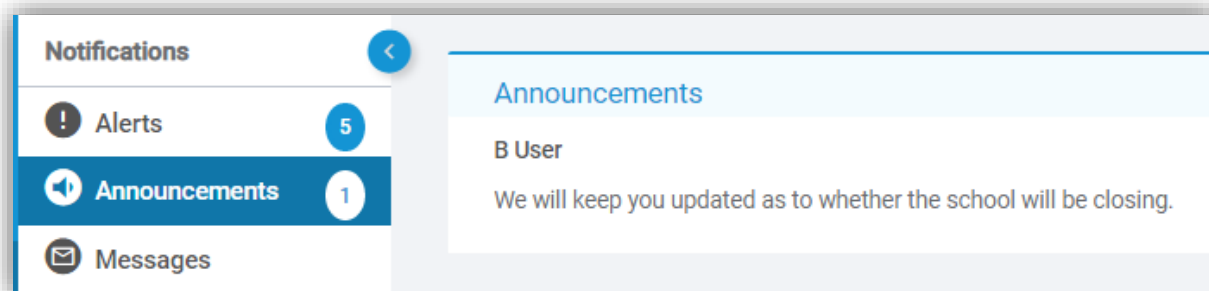 Notifications
Alerts 5
Announcements 1
Messages
Announcements
B User
We will keep you updated as to whether the school will be closing.